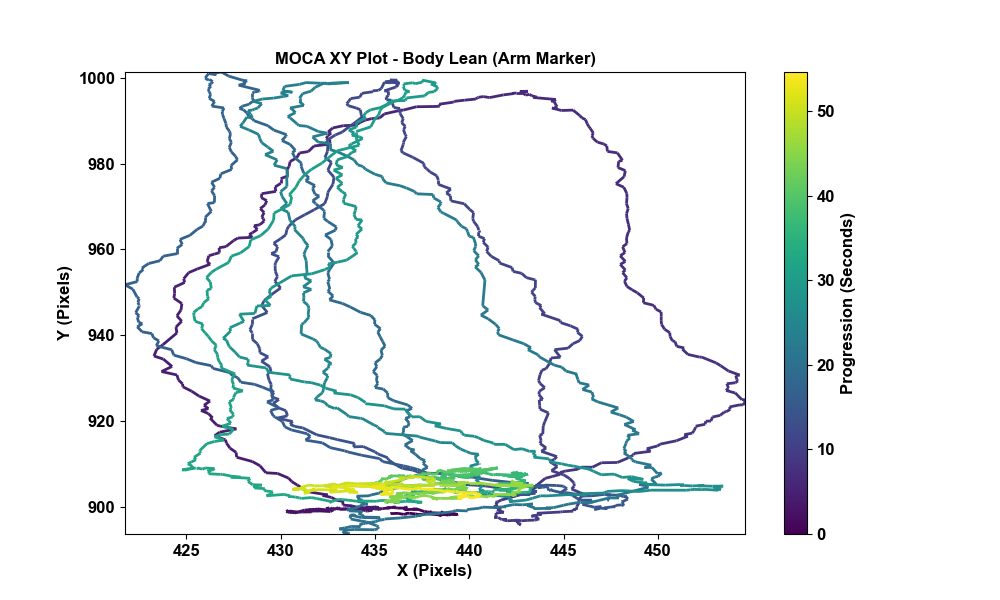 MOCA XY Plot - Body Lean (Arm Marker)
1000
980
960
940
920
900
Y (Pixels)
425 430 435 440 445 450
X (Pixels)
50
40
30
20
10
0
Progression (Seconds)